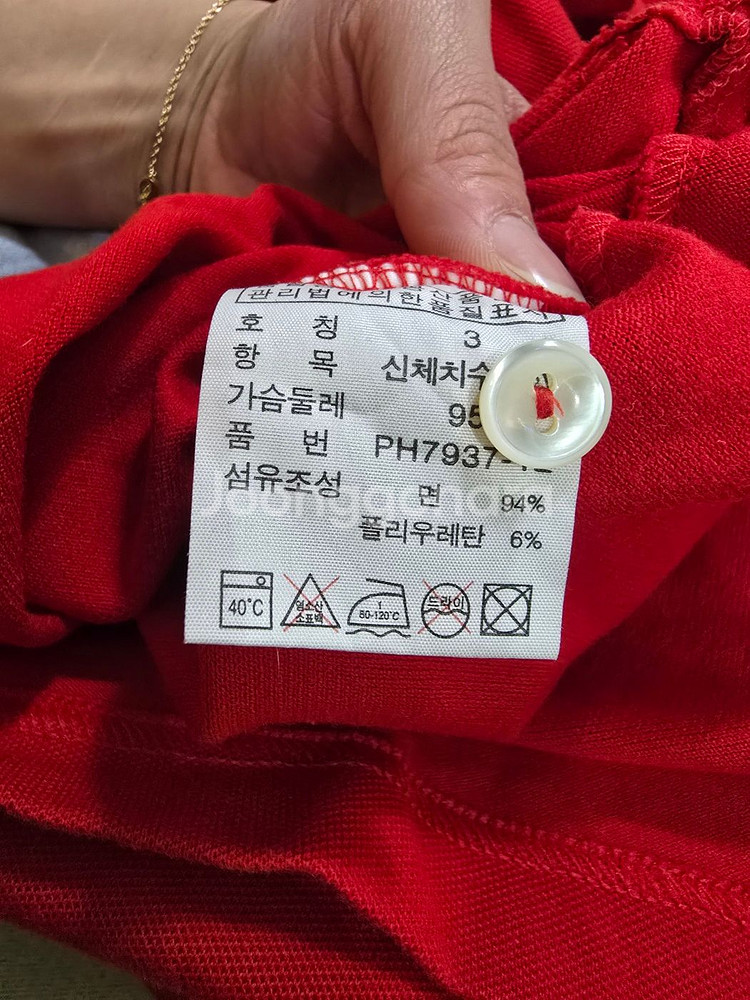 관리법에의한품질표시
호 칭 3
항 목 신체치수
가슴둘레 95
품 번 PH7937
섬유조성 면 94%
폴리우레탄 6%
40°C
염소산
소표백
1
80-120°C
드라이
Joonggonara